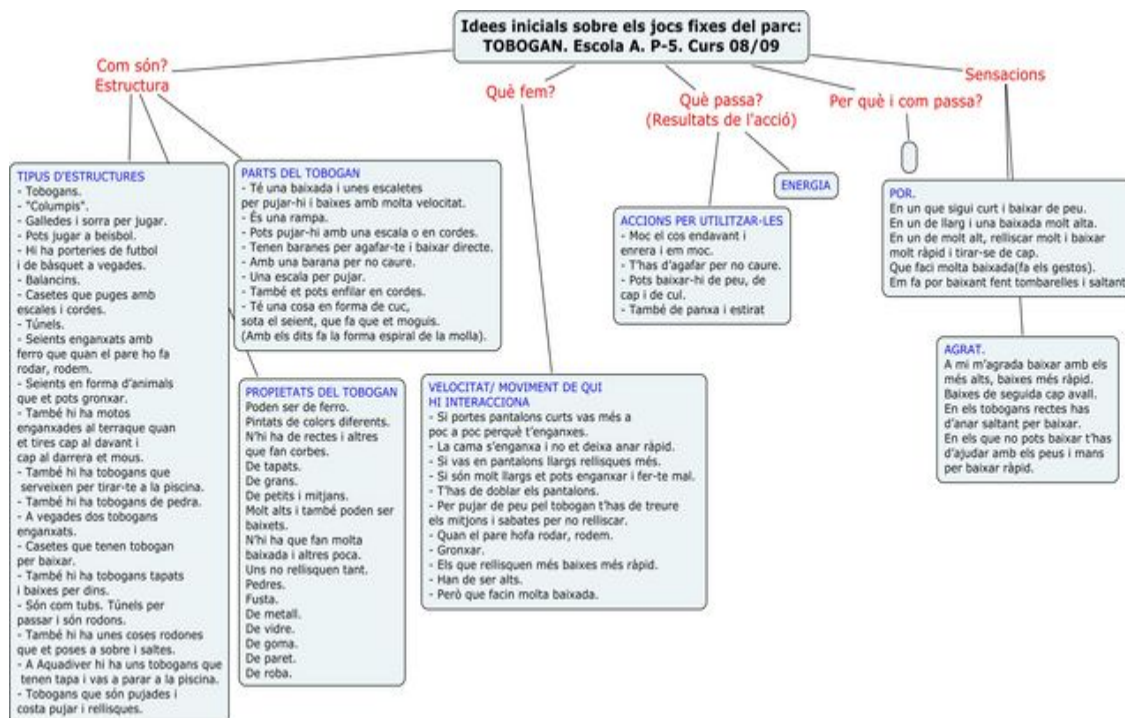 Idees inicials sobre els jocs fixes del parc:
TOBOGAN. Escola A. P-5. Curs 08/09
Com són?
Estructura
Què fem?
Què passa?
(Resultats de l'acció)
Per què i com passa?
Sensacions
TIPUS D'ESTRUCTURES
- Tobogans.
- "Columpis".
- Galledes i sorra per jugar.
- Pots jugar a beisbol.
- Hi ha porteries de futbol
i de bàsquet a vegades.
- Balancins.
- Casetes que puges amb
escales i cordes.
- Túnels.
- Seients enganxats amb
ferro que quan el pare ho fa
rodar, rodem.
- Seients en forma d'animals
que et pots gronxar.
- També hi ha motos
enganxades al terraque quan
et tires cap al davant i
cap al darrera et mous.
- També hi ha tobogans que
serveixen per tirar-te a la piscina.
- També hi ha tobogans de pedra.
- A vegades dos tobogans
enganxats.
- Casetes que tenen tobogan
per baixar.
- També hi ha tobogans tapats
i baixes per dins.
- Són com tubs. Túnels per
passar i són rodons.
- També hi ha unes coses rodones
que et poses a sobre i saltes.
- A Aquadiver hi ha uns tobogans que
tenen tapa i vas a parar a la piscina.
- Tobogans que són pujades i
costa pujar i rellisques.
PARTS DEL TOBOGAN
- Té una baixada i unes escaletes
per pujar-hi i baixes amb molta velocitat.
- És una rampa.
- Pots pujar-hi amb una escala o en cordes.
- Tenen baranes per agafar-te i baixar directe.
- Amb una barana per no caure.
- Una escala per pujar.
- També et pots enfilar en cordes.
- Té una cosa en forma de cuc,
sota el seient, que fa que et moguis.
(Amb els dits fa la forma espiral de la molla).
PROPIETATS DEL TOBOGAN
Poden ser de ferro.
Pintats de colors diferents.
N'hi ha de rectes i altres
que fan corbes.
De tapats.
De grans.
De petits i mitjans.
Molt alts i també poden ser
baixets.
N'hi ha que fan molta
baixada i altres poca.
Uns no rellisquen tant.
Pedres.
Fusta.
De metall.
De vidre.
De goma.
De paret.
De roba.
VELOCITAT/ MOVIMENT DE QUI
HI INTERACCIONA
- Si portes pantalons curts vas més a
poc a poc perquè t'enganxes.
- La cama s'enganxa i no et deixa anar ràpid.
- Si vas en pantalons llargs rellisques més.
- Si són molt llargs et pots enganxar i fer-te mal.
- T'has de doblar els pantalons.
- Per pujar de peu pel tobogan t'has de treure
els mitjons i sabates per no relliscar.
- Quan el pare hofa rodar, rodem.
- Gronxar.
- Els que rellisquen més baixes més ràpid.
- Han de ser alts.
- Però que facin molta baixada.
ACCIONS PER UTILITZAR-LES
- Moc el cos endavant i
enrera i em moc.
- T'has d'agafar per no caure.
- Pots baixar-hi de peu, de
cap i de cul.
- També de panxa i estirat
ENERGIA
POR.
En un que sigui curt i baixar de peu.
En un de llarg i una baixada molt alta.
En un de molt alt, relliscar molt i baixar
molt ràpid i tirar-se de cap.
Que faci molta baixada(fa els gestos).
Em fa por baixant fent tombarelles i saltant
AGRAT.
A mi m'agrada baixar amb els
més alts, baixes més ràpid.
Baixes de seguida cap avall.
En els tobogans rectes has
d'anar saltant per baixar.
En els que no pots baixar t'has
d'ajudar amb els peus i mans
per baixar ràpid.